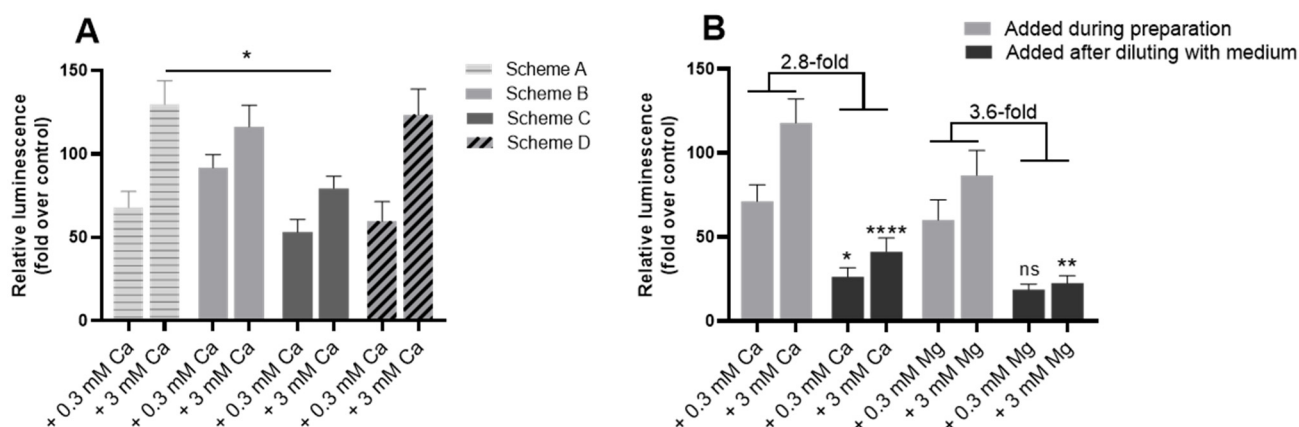 A
*
150
100
50
0
Relative luminescence
(fold over control)
+ 0.3 mM Ca
+ 3 mM Ca
+ 0.3 mM Ca
+ 3 mM Ca
+ 0.3 mM Ca
+ 3 mM Ca
+ 0.3 mM Ca
+ 3 mM Ca
Scheme A
Scheme B
Scheme C
Scheme D
B
Added during preparation
Added after diluting with medium
2.8-fold
3.6-fold
150
100
50
0
Relative luminescence
(fold over control)
*
****
ns
**
+ 0.3 mM Ca
+ 3 mM Ca
+ 0.3 mM Ca
+ 3 mM Ca
+ 0.3 mM Mg
+ 3 mM Mg
+ 0.3 mM Mg
+ 3 mM Mg